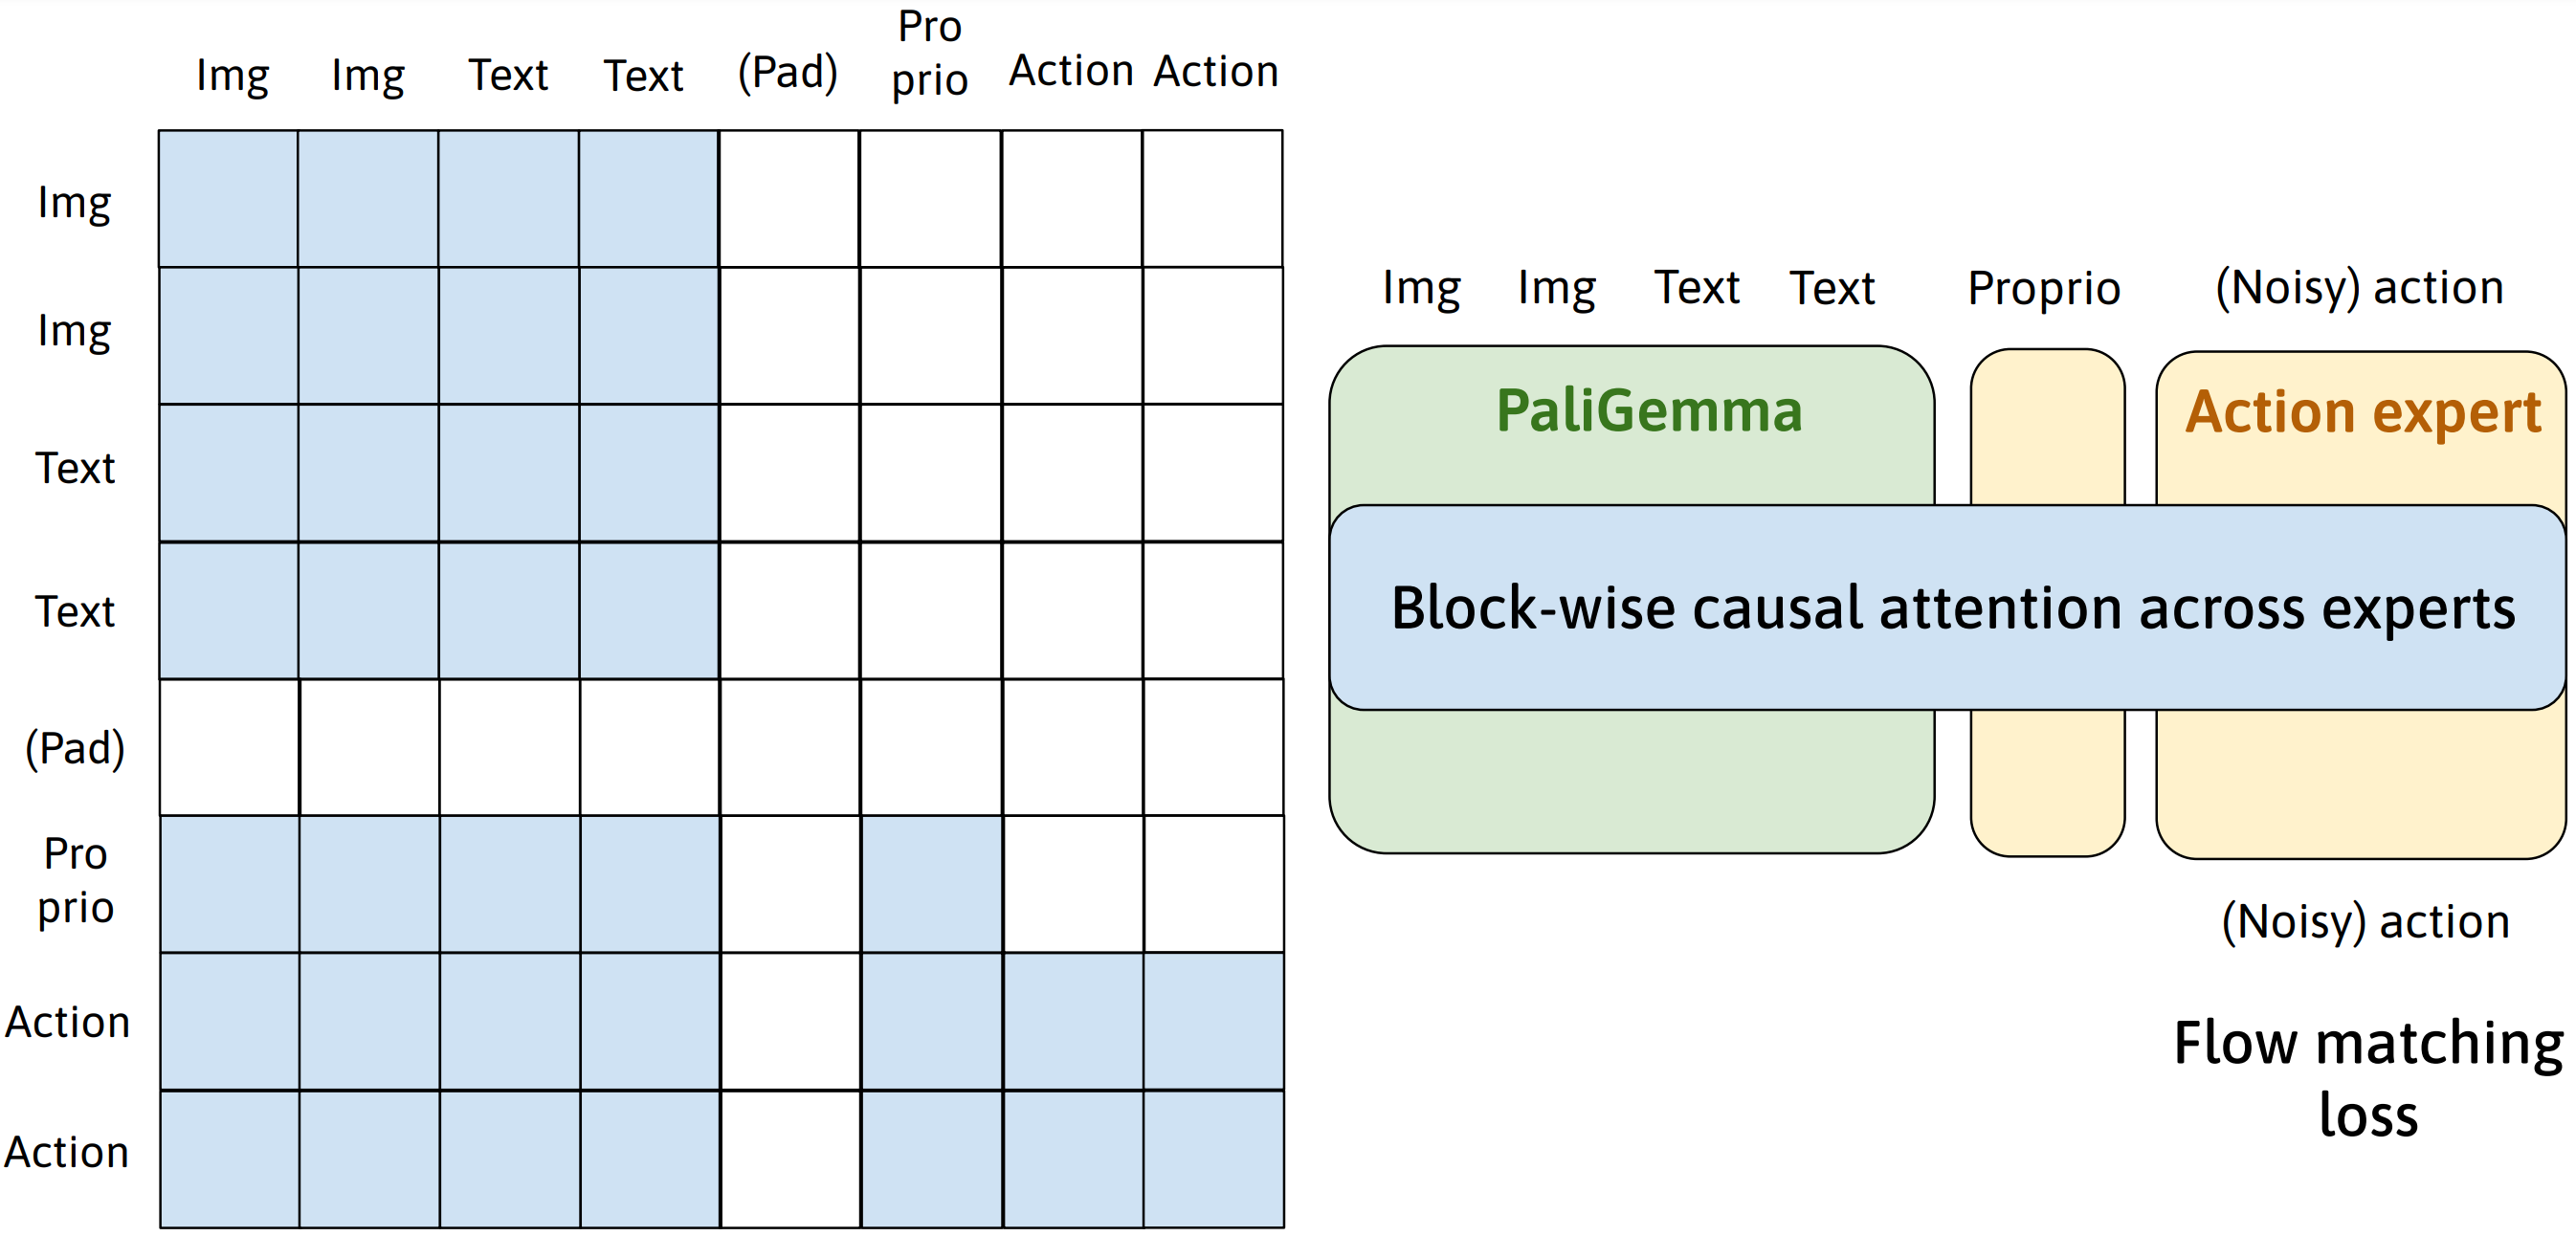 Img Img Text Text (Pad) Pro prio Action Action
Img
Img
Text
Text
(Pad)
Pro
prio
Action
Action
Img Img Text Text Proprio (Noisy) action
PaliGemma
Action expert
Block-wise causal attention across experts
(Noisy) action
Flow matching
loss